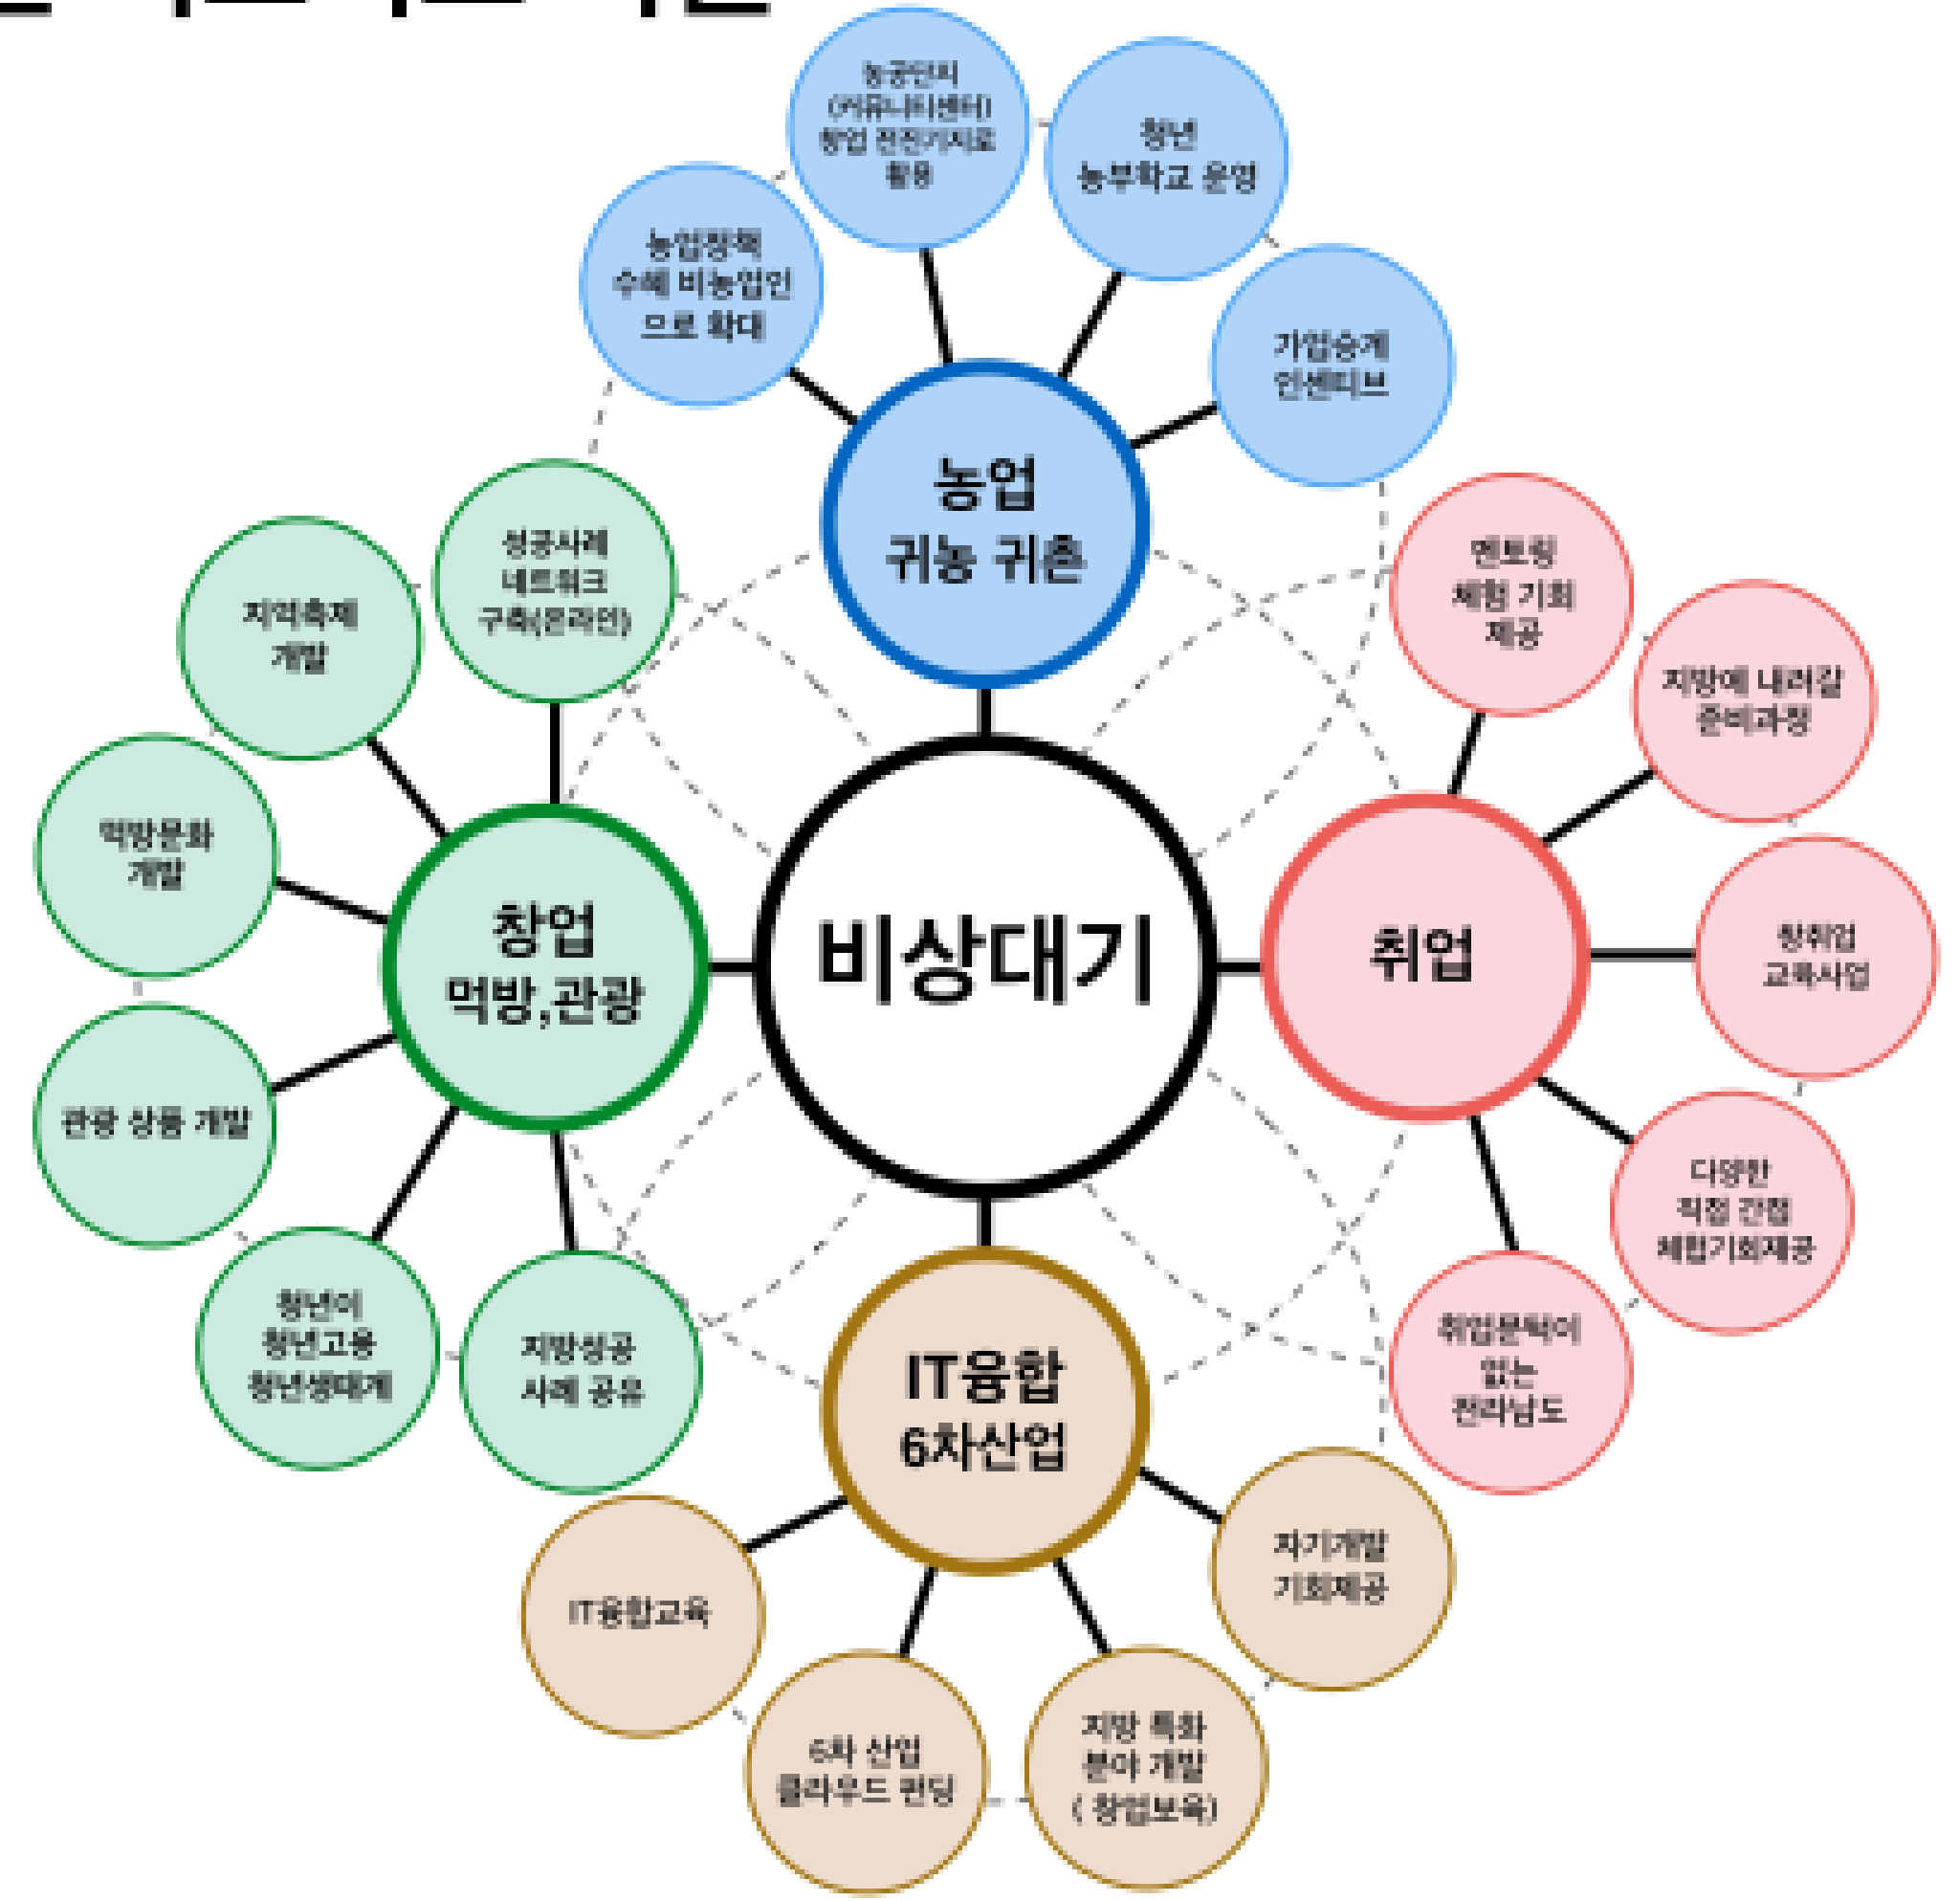 농공단지
(커뮤니티센터)
창업 전진기지로
활용
청년
농부학교 운영
농업정책
수혜 비농업인
으로 확대
가업승계
인센티브
농업
귀농 귀촌
성공사례
네트워크
구축(온라인)
지역축제
개발
먹방문화
개발
관광 상품 개발
청년이
청년고용
청년생태계
지방성공
사례 공유
창업
먹방,관광
비상대기
취업
멘토링
체험 기회
제공
지방에 내려갈
준비과정
창취업
교육사업
다양한
직접 간접
체험기회제공
취업문턱이
없는
전라남도
IT융합
6차산업
IT융합교육
6차 산업
클라우드 펀딩
지방 특화
분야 개발
( 창업보육)
자기개발
기회제공